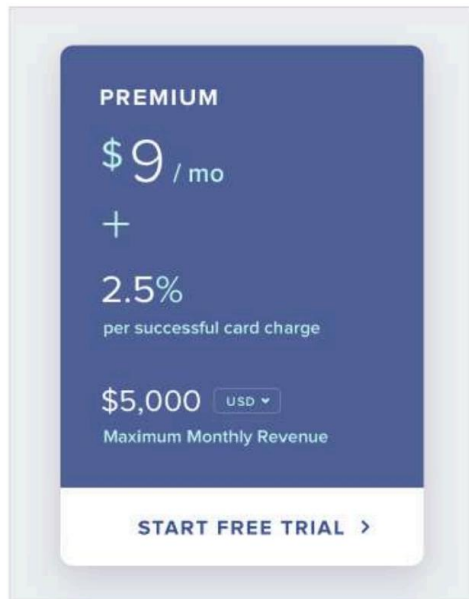 PREMIUM
$9 / mo
+
2.5%
per successful card charge
$5,000 USD
Maximum Monthly Revenue
START FREE TRIAL >